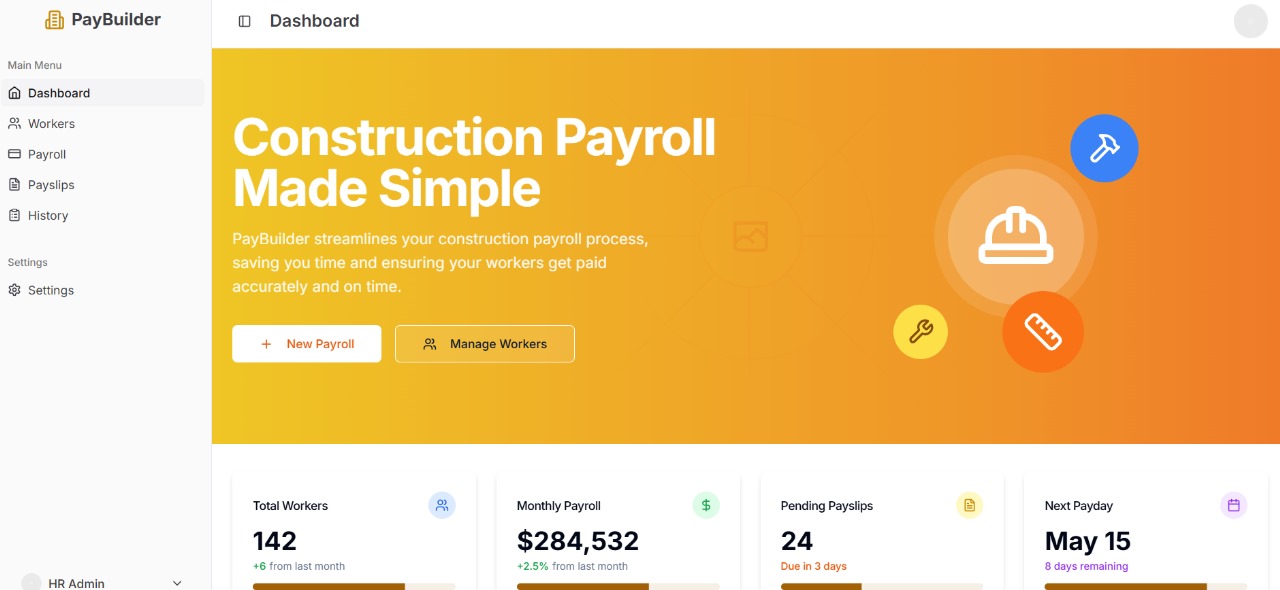 PayBuilder
Main Menu
Dashboard
Workers
Payroll
Payslips
History
Settings
Settings
HR Admin
Dashboard
Construction Payroll
Made Simple
PayBuilder streamlines your construction payroll process,
saving you time and ensuring your workers get paid
accurately and on time.
New Payroll
Manage Workers
Total Workers
142
+6 from last month
Monthly Payroll
$284,532
+2.5% from last month
Pending Payslips
24
Due in 3 days
Next Payday
May 15
8 days remaining